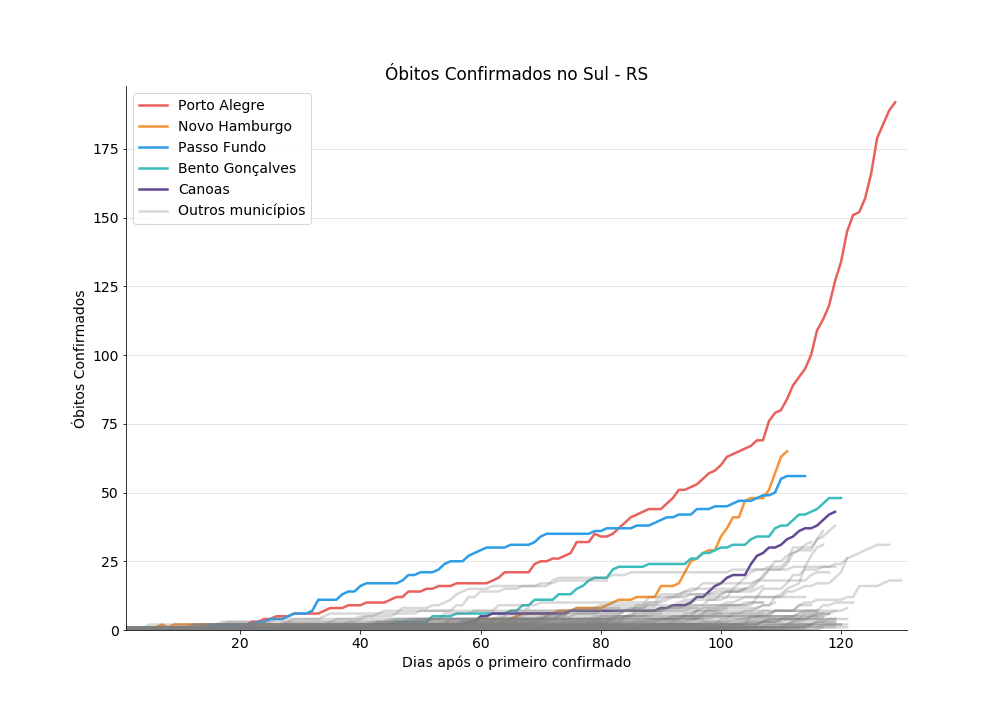 Óbitos Confirmados no Sul - RS
Porto Alegre
Novo Hamburgo
Passo Fundo
Bento Gonçalves
Canoas
Outros municípios
175
150
125
100
75
50
25
0
Óbitos Confirmados
20 40 60 80 100 120
Dias após o primeiro confirmado